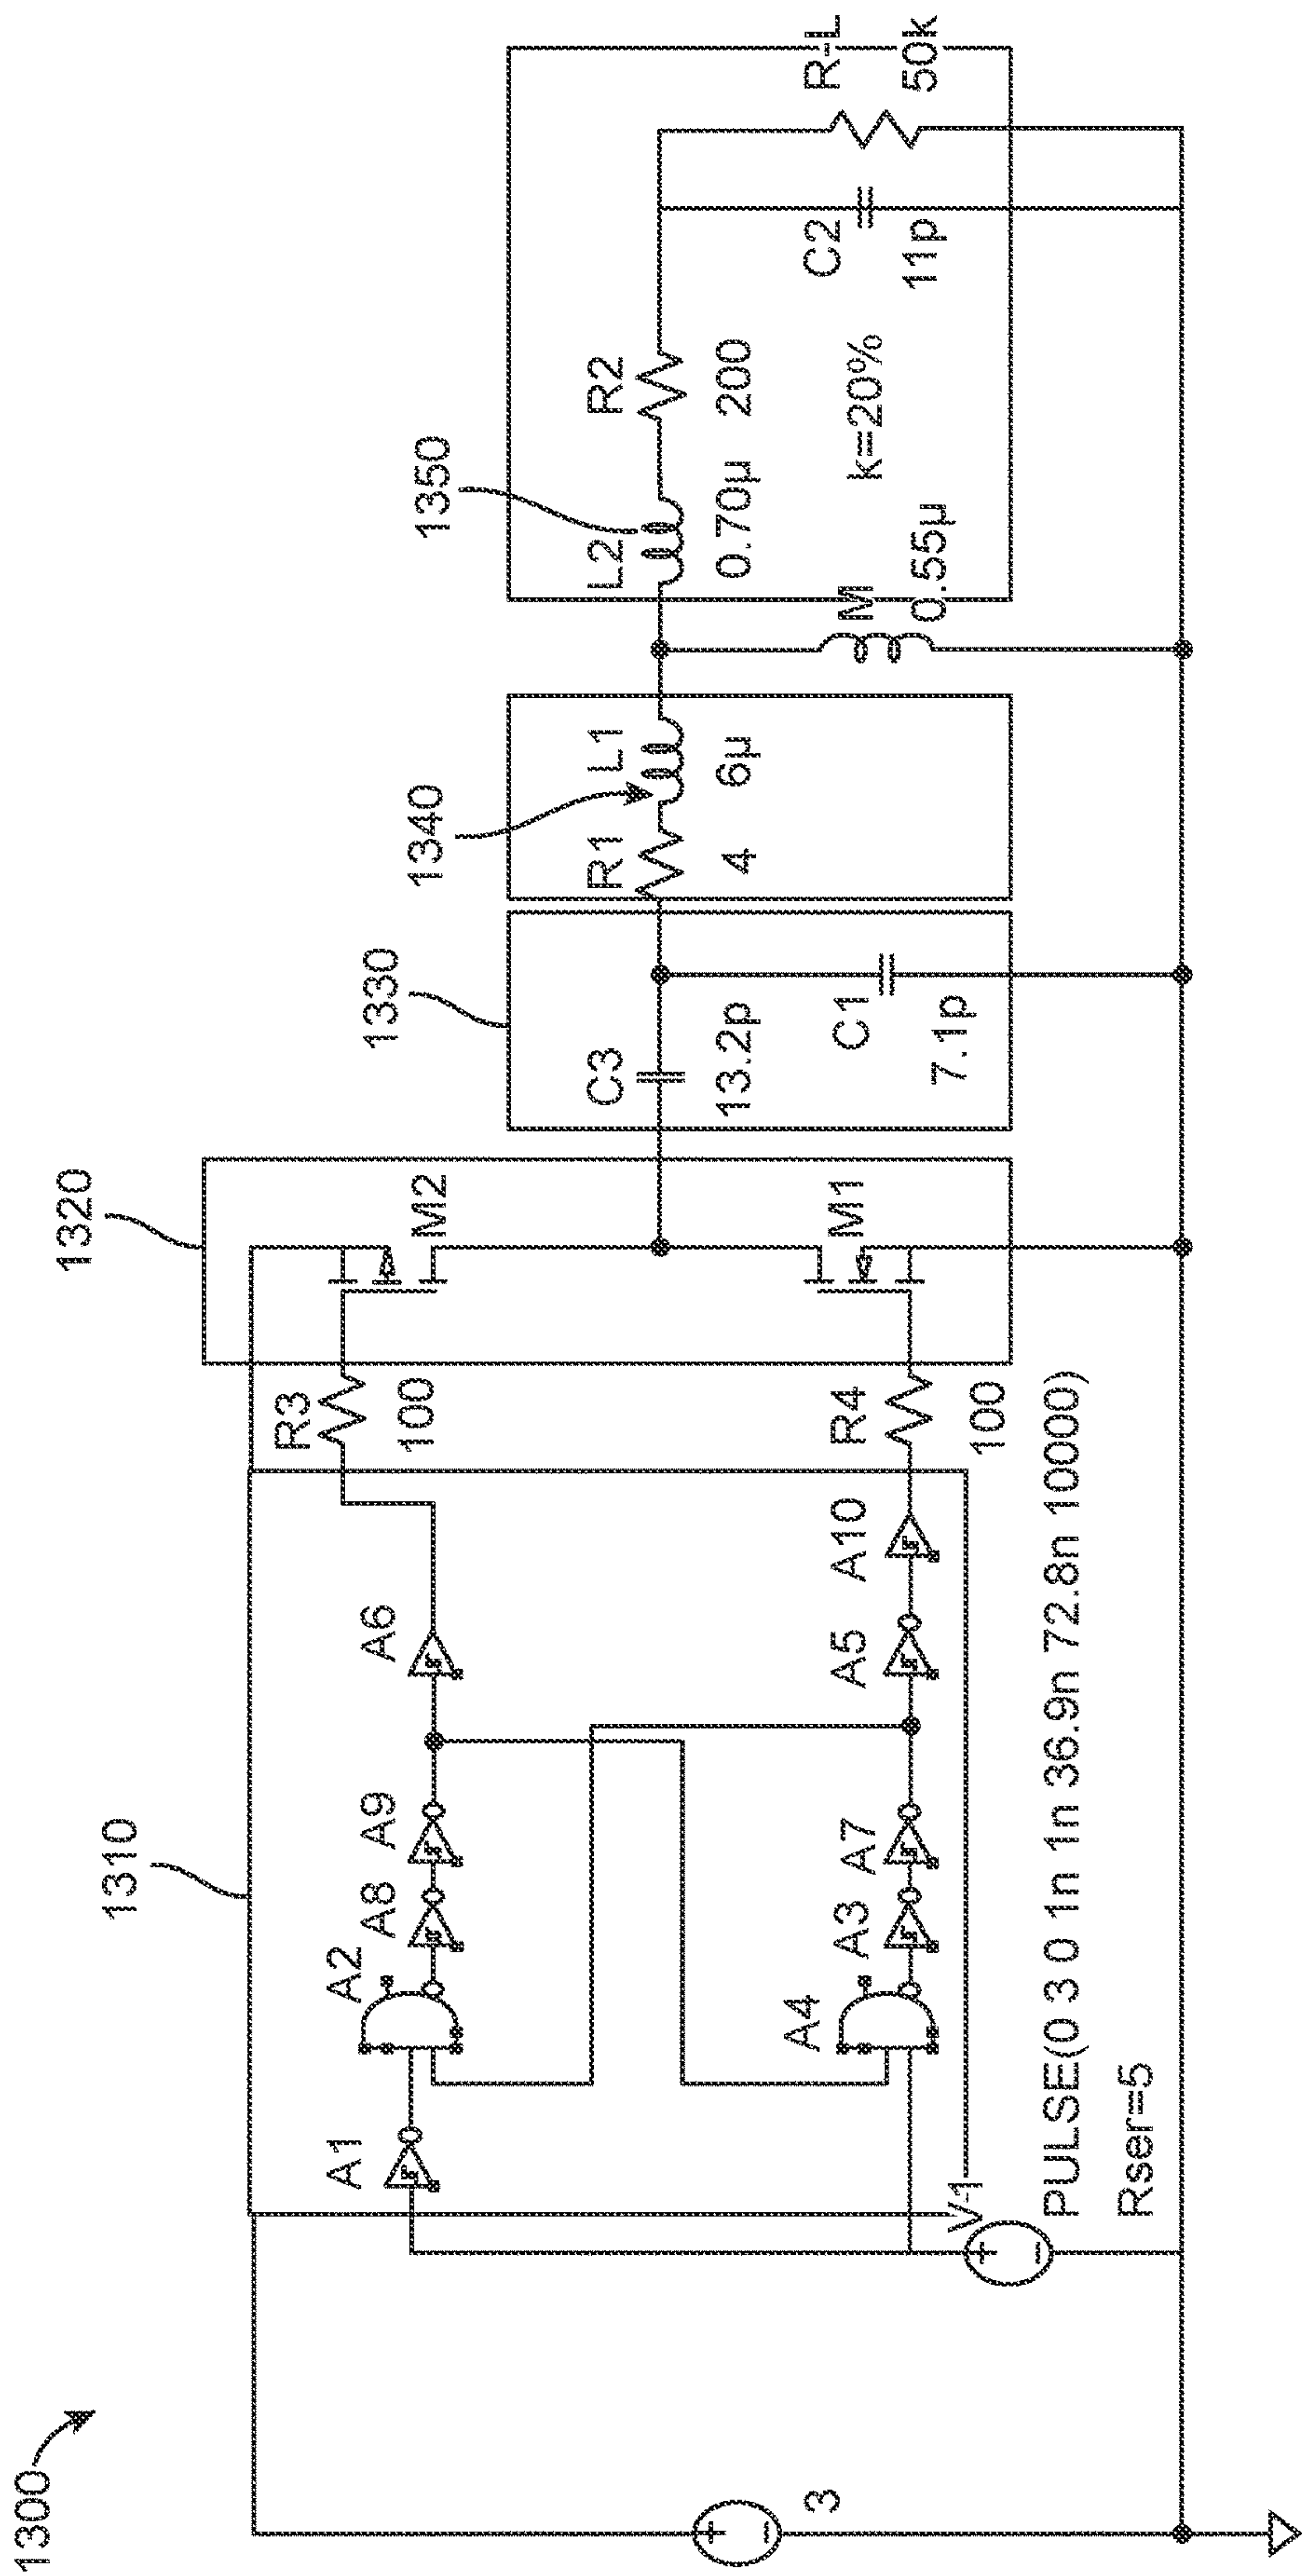 1300
1310
1320
1330
1340
1350
A1
A2
A8
A9
A6
R3
100
M2
C3
13.2p
R1
4
L1
6µ
L2
0.70µ
R2
200
A4
A3
A7
A5
A10
R4
100
M1
C1
7.1p
M
0.55µ
k=20%
C2
11p
R-L
50k
3
V-1
PULSE(0 3 0 1n 1n 36.9n 72.8n 10000)
Rser=5